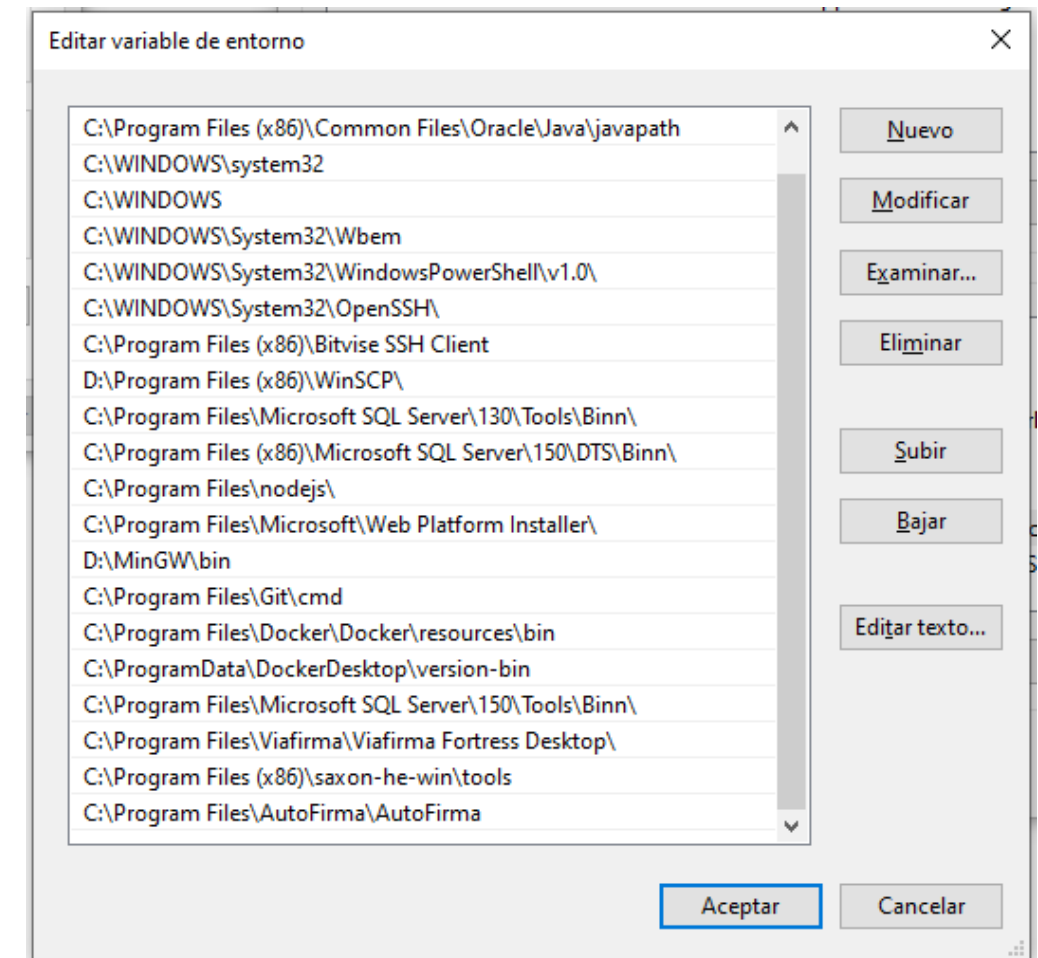 Editar variable de entorno
C:\Program Files (x86)\Common Files\Oracle\Java\javapath
C:\WINDOWS\system32
C:\WINDOWS
C:\WINDOWS\System32\Wbem
C:\WINDOWS\System32\WindowsPowerShell\v1.0\
C:\WINDOWS\System32\OpenSSH\
C:\Program Files (x86)\Bitvise SSH Client
D:\Program Files (x86)\WinSCP\
C:\Program Files\Microsoft SQL Server\130\Tools\Binn\
C:\Program Files (x86)\Microsoft SQL Server\150\DTS\Binn\
C:\Program Files\nodejs\
C:\Program Files\Microsoft\Web Platform Installer\
D:\MinGW\bin
C:\Program Files\Git\cmd
C:\Program Files\Docker\Docker\resources\bin
C:\ProgramData\DockerDesktop\version-bin
C:\Program Files\Microsoft SQL Server\150\Tools\Binn\
C:\Program Files\Viafirma\Viafirma Fortress Desktop\
C:\Program Files (x86)\saxon-he-win\tools
C:\Program Files\AutoFirma\AutoFirma
Nuevo
Modificar
Examinar...
Eliminar
Subir
Bajar
Editar texto...
Aceptar
Cancelar